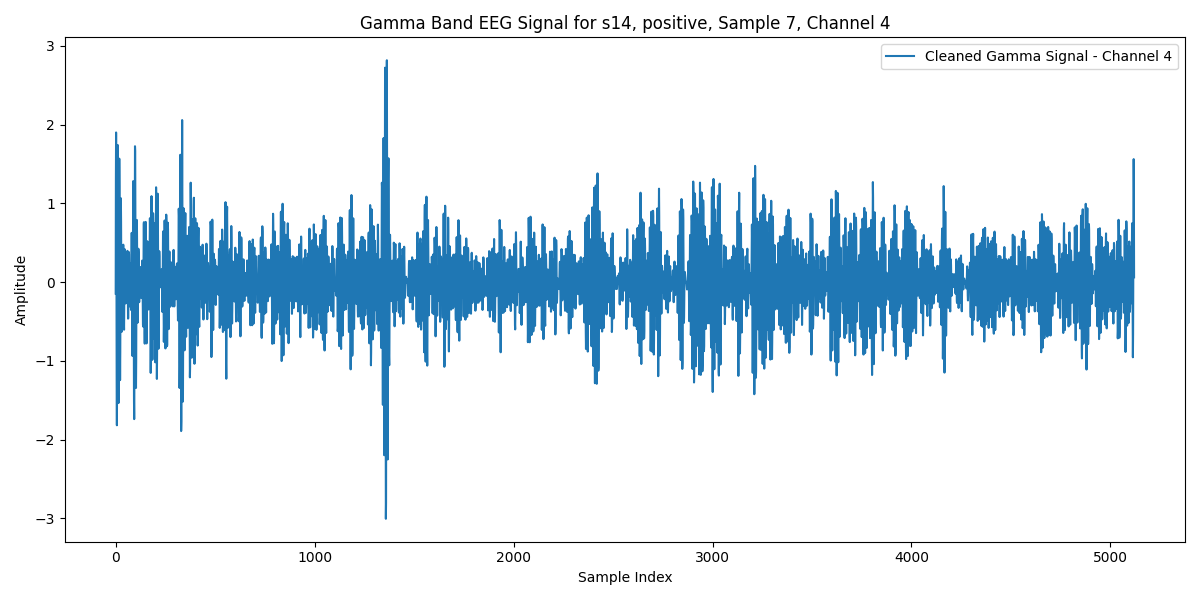 Gamma Band EEG Signal for s14, positive, Sample 7, Channel 4
Cleaned Gamma Signal - Channel 4
Amplitude
3
2
1
0
−1
−2
−3
0 1000 2000 3000 4000 5000
Sample Index